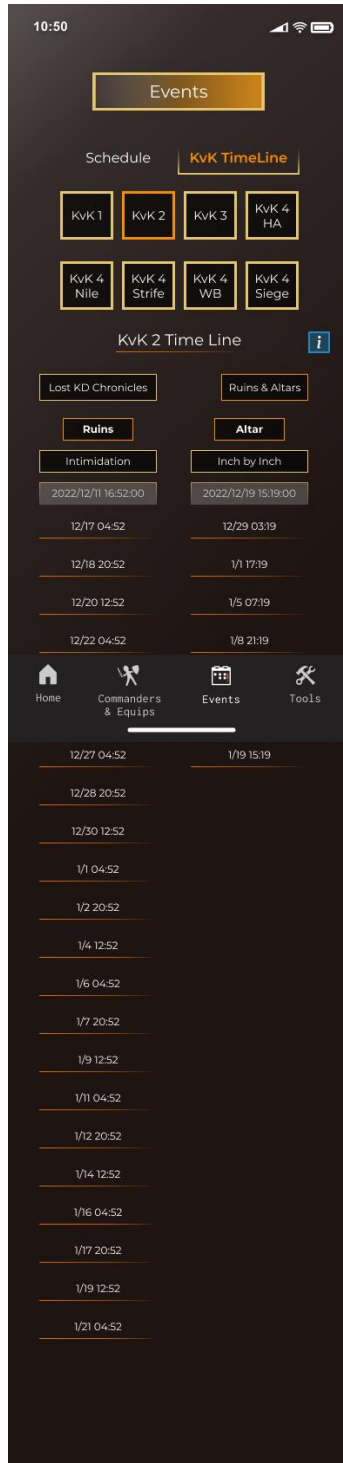 10:50
Events
Schedule
KvK TimeLine
KvK 1
KvK 2
KvK 3
KvK 4
HA
KvK 4
Nile
KvK 4
Strife
KvK 4
WB
KvK 4
Siege
KvK 2 Time Line
i
Lost KD Chronicles
Ruins & Altars
Ruins
Altar
Intimidation
Inch by Inch
2022/12/11 16:52:00
2022/12/19 15:19:00
12/17 04:52
12/29 03:19
12/18 20:52
1/1 17:19
12/20 12:52
1/5 07:19
12/22 04:52
1/8 21:19
Home
Commanders
& Equips
Events
Tools
12/27 04:52
1/19 15:19
12/28 20:52
12/30 12:52
1/1 04:52
1/2 20:52
1/4 12:52
1/6 04:52
1/7 20:52
1/9 12:52
1/11 04:52
1/12 20:52
1/14 12:52
1/16 04:52
1/17 20:52
1/19 12:52
1/21 04:52